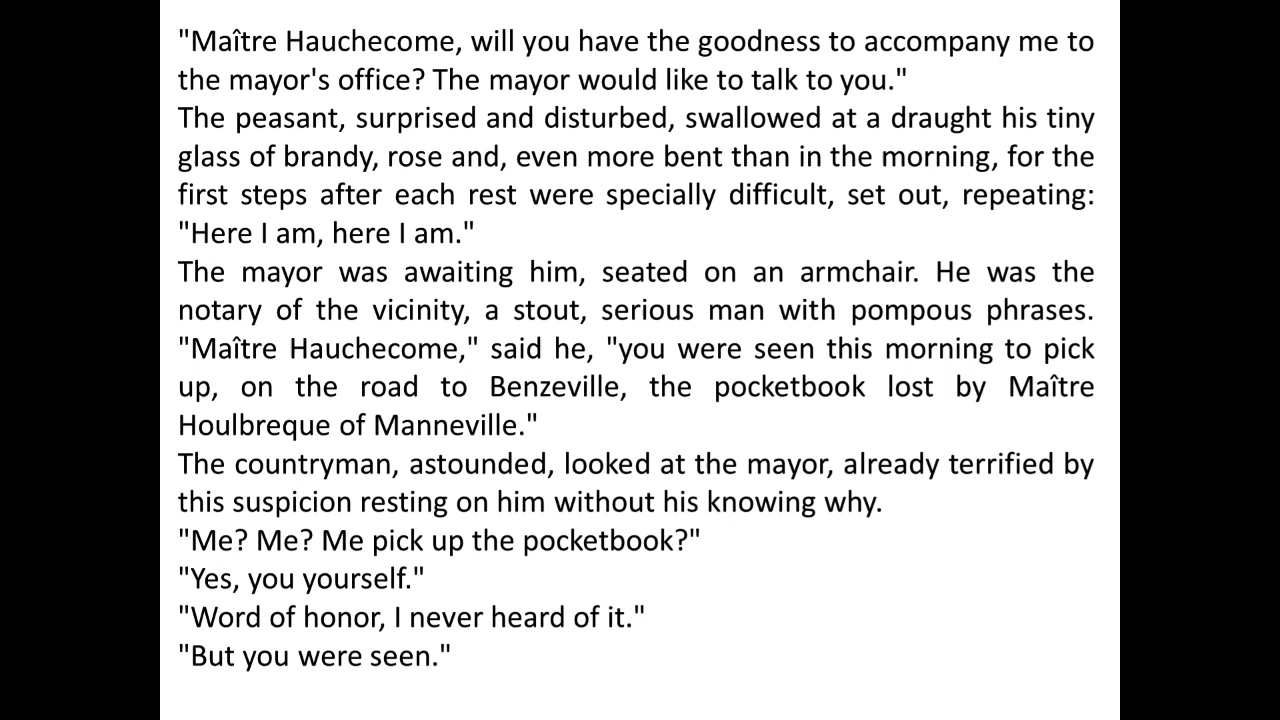 "Maître Hauchecome, will you have the goodness to accompany me to
the mayor's office? The mayor would like to talk to you."
The peasant, surprised and disturbed, swallowed at a draught his tiny
glass of brandy, rose and, even more bent than in the morning, for the
first steps after each rest were specially difficult, set out, repeating:
"Here I am, here I am."
The mayor was awaiting him, seated on an armchair. He was the
notary of the vicinity, a stout, serious man with pompous phrases.
"Maître Hauchecome," said he, "you were seen this morning to pick
up, on the road to Benzeville, the pocketbook lost by Maître
Houlbreque of Manneville."
The countryman, astounded, looked at the mayor, already terrified by
this suspicion resting on him without his knowing why.
"Me? Me? Me pick up the pocketbook?"
"Yes, you yourself."
"Word of honor, I never heard of it."
"But you were seen."